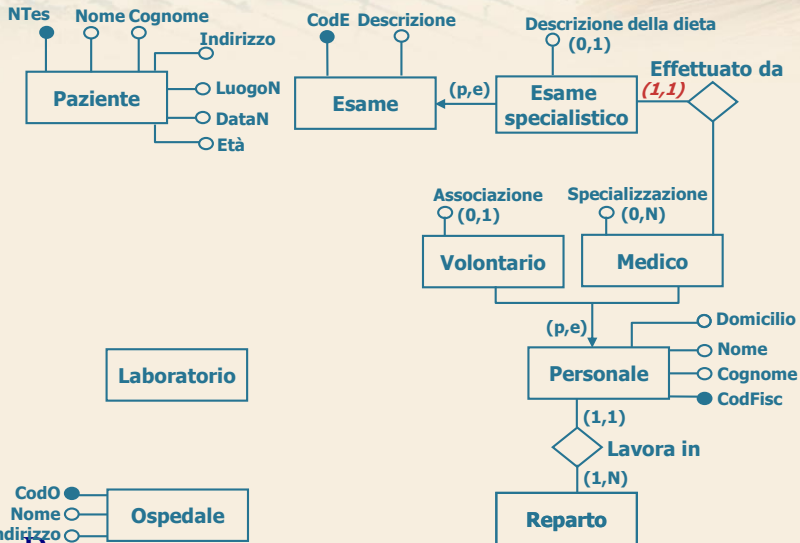 NTes
Nome Cognome
Indirizzo
Paziente
LuogoN
DataN
Età
CodE Descrizione
Esame
(p,e)
Descrizione della dieta
(0,1)
Esame
specialistico
Effettuato da
(1,1)
Associazione
(0,1)
Volontario
Specializzazione
(0,N)
Medico
(p,e)
Domicilio
Nome
Cognome
CodFisc
Personale
(1,1)
Lavora in
(1,N)
Reparto
Laboratorio
CodO
Nome
ndirizzo
Ospedale